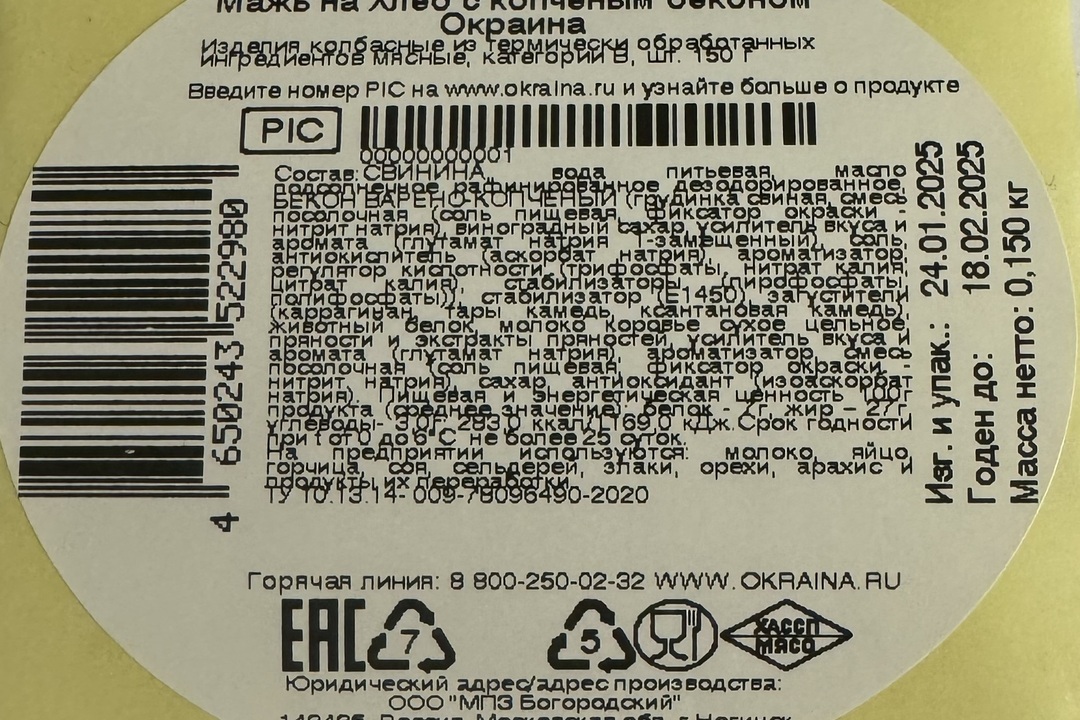 Мажь на Хлеб с копченым беконом
Окраина
Изделия колбасные из термически обработанных
ингредиентов мясные, категории В, шт. 150 г
Введите номер PIC на www.okraina.ru и узнайте больше о продукте
PIC
00000000001
Состав: СВИНИНА, вода питьевая, масло
подсолнечное рафинированное дезодорированное,
БЕКОН ВАРЕНО-КОПЧЕНЫЙ (грудинка свиная, смесь
посолочная (соль пищевая, фиксатор окраски -
нитрит натрия), виноградный сахар, усилитель вкуса и
аромата (глутамат натрия 1-замещенный), соль,
антиокислитель (аскорбат натрия), ароматизатор,
регулятор кислотности (трифосфаты, нитрат калия,
цитрат калия), стабилизаторы (пирофосфаты,
полифосфаты)), стабилизатор (E1450), загустители
(каррагинан, тары камедь, ксантановая камедь),
животный белок, молоко коровье сухое цельное,
пряности и экстракты пряностей, усилитель вкуса и
аромата (глутамат натрия), ароматизатор, смесь
посолочная (соль пищевая, фиксатор окраски -
нитрит натрия), сахар, антиоксидант (изоаскорбат
натрия). Пищевая и энергетическая ценность 100г
продукта (среднее значение): белок - 7г, жир – 27г,
углеводы- 3,0г; 283,0 ккал/1169,0 кДж.Срок годности
при t от 0 до 6°C не более 25 суток.
На предприятии используются: молоко, яйцо,
горчица, соя, сельдерей, злаки, орехи, арахис и
продукты их переработки.
ТУ 10.13.14- 009-78096490-2020
4 650243 522980
Изг. и упак.: 24.01.2025
Годен до: 18.02.2025
Масса нетто: 0,150 кг
Горячая линия: 8 800-250-02-32 WWW.OKRAINA.RU
EAC
7
5
ХАССП
МЯСО
Юридический адрес/адрес производства:
ООО "МПЗ Богородский"
Россия, Московская обл., г.Ногинск